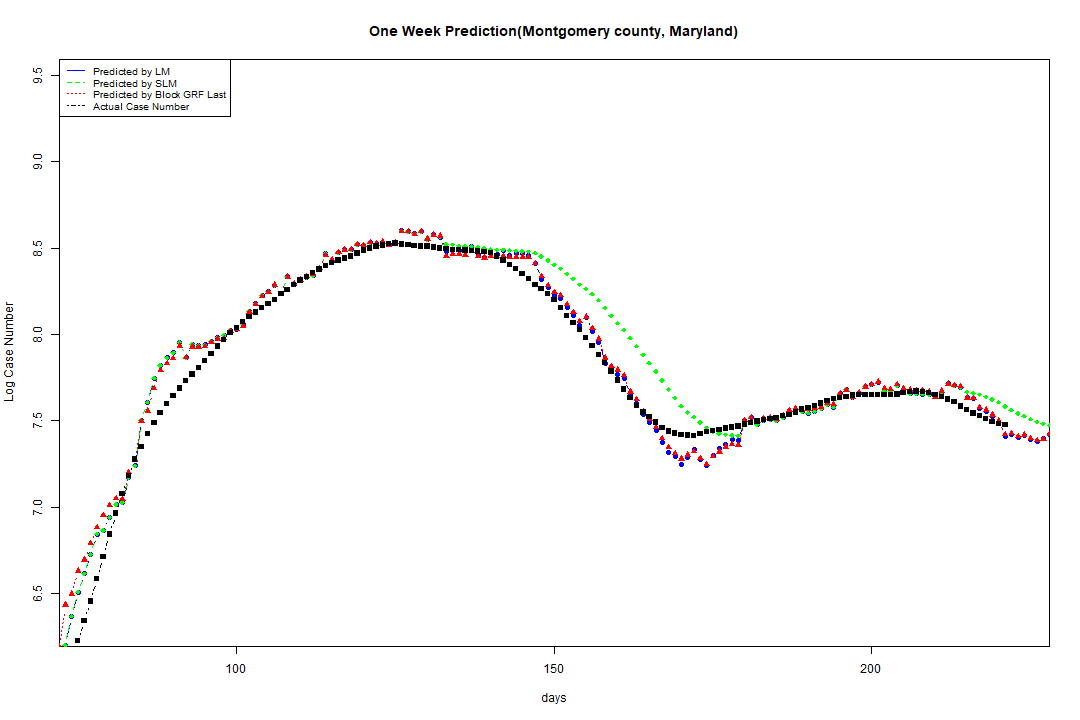 One Week Prediction(Montgomery county, Maryland)
Predicted by LM
Predicted by SLM
Predicted by Block GRF Last
Actual Case Number
9.5
9.0
8.5
8.0
7.5
7.0
6.5
Log Case Number
100
150
200
days